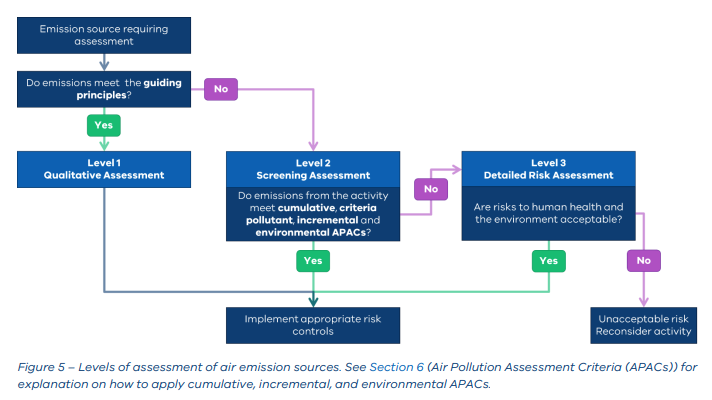 Emission source requiring
assessment
Do emissions meet the guiding
principles?
No
Yes
Level 1
Qualitative Assessment
Level 2
Screening Assessment
Do emissions from the activity
meet cumulative, criteria
pollutant, incremental and
environmental APACs?
No
Level 3
Detailed Risk Assessment
Are risks to human health and
the environment acceptable?
Yes
Yes
No
Implement appropriate risk
controls
Unacceptable risk
Reconsider activity
Figure 5 – Levels of assessment of air emission sources. See Section 6 (Air Pollution Assessment Criteria (APACs)) for
explanation on how to apply cumulative, incremental, and environmental APACs.